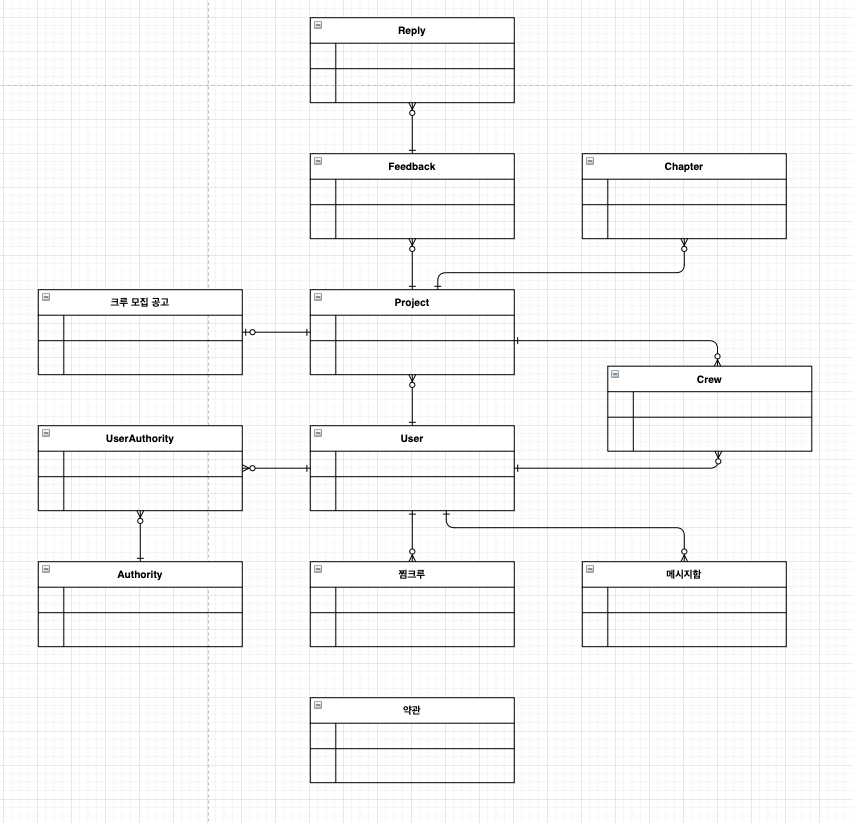 Reply
Feedback
Chapter
크루 모집 공고
Project
Crew
UserAuthority
User
Authority
찜크루
메시지함
약관